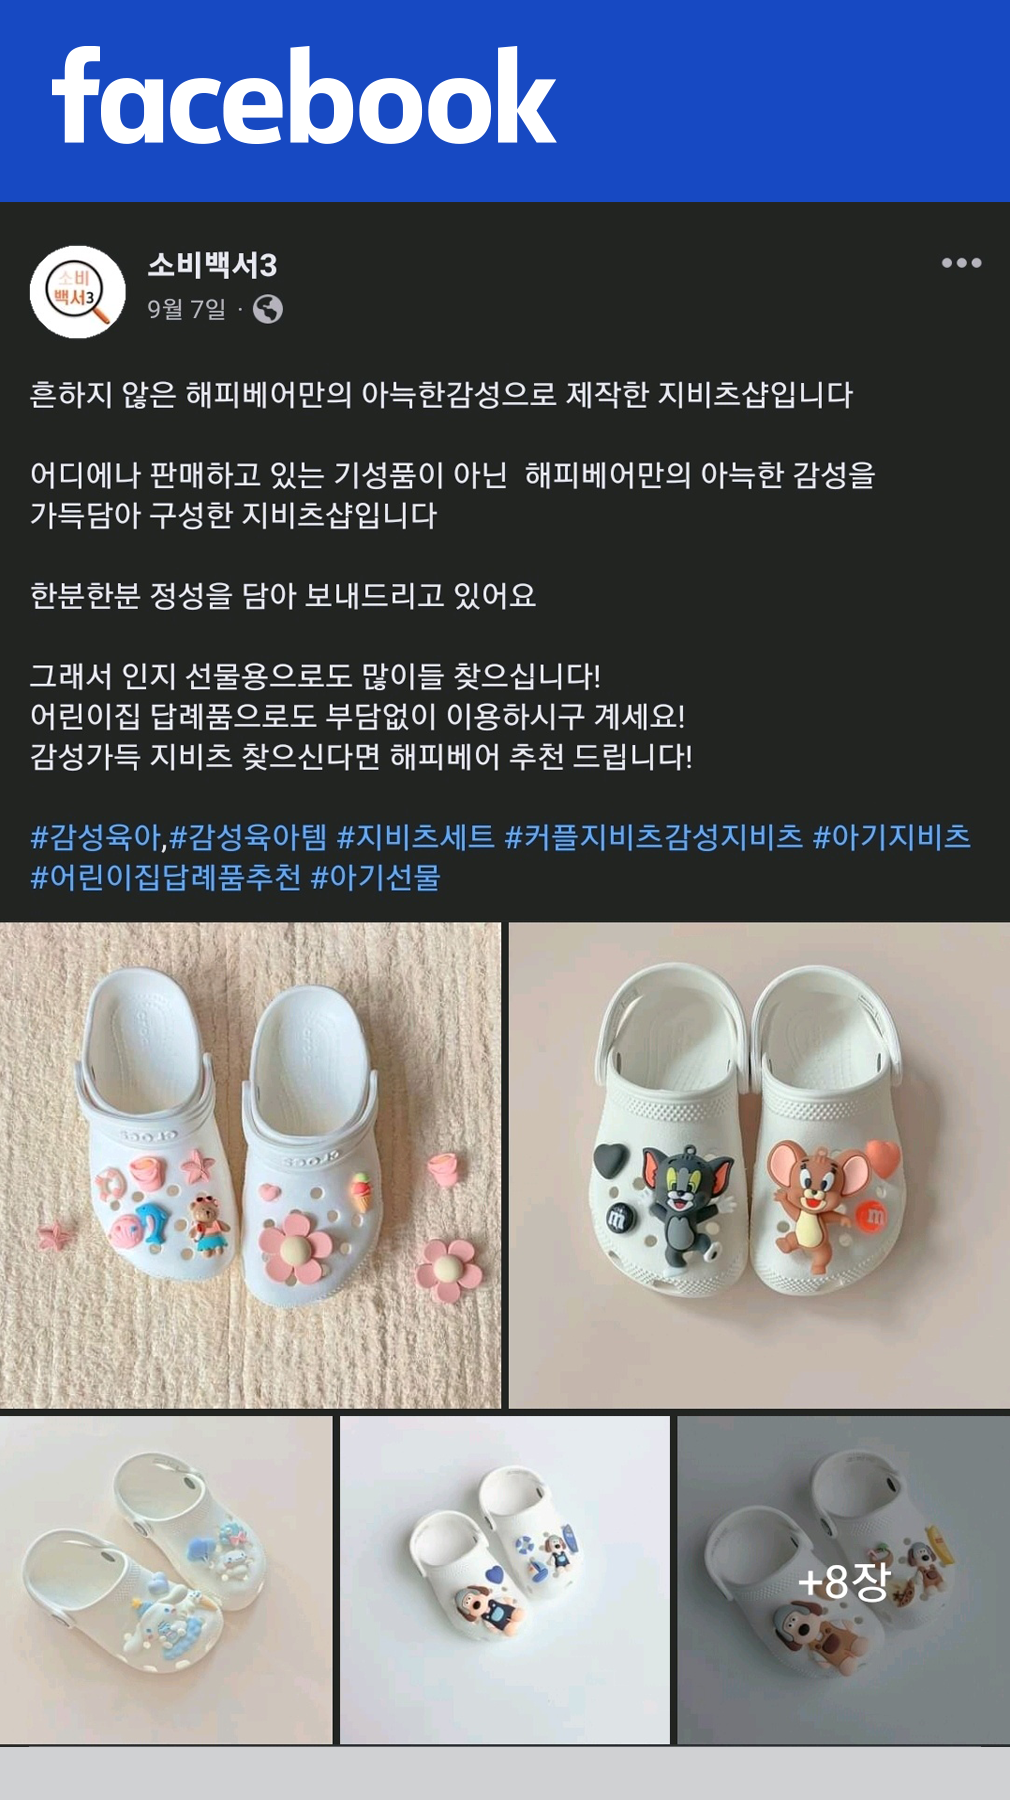 facebook
소비
백서3
소비백서3
9월 7일 ·
흔하지 않은 해피베어만의 아늑한감성으로 제작한 지비츠샵입니다
어디에나 판매하고 있는 기성품이 아닌  해피베어만의 아늑한 감성을
가득담아 구성한 지비츠샵입니다
한분한분 정성을 담아 보내드리고 있어요
그래서 인지 선물용으로도 많이들 찾으십니다!
어린이집 답례품으로도 부담없이 이용하시구 계세요!
감성가득 지비츠 찾으신다면 해피베어 추천 드립니다!
#감성육아,#감성육아템 #지비츠세트 #커플지비츠감성지비츠 #아기지비츠
#어린이집답례품추천 #아기선물
crocs
crocs
m
m
+8장